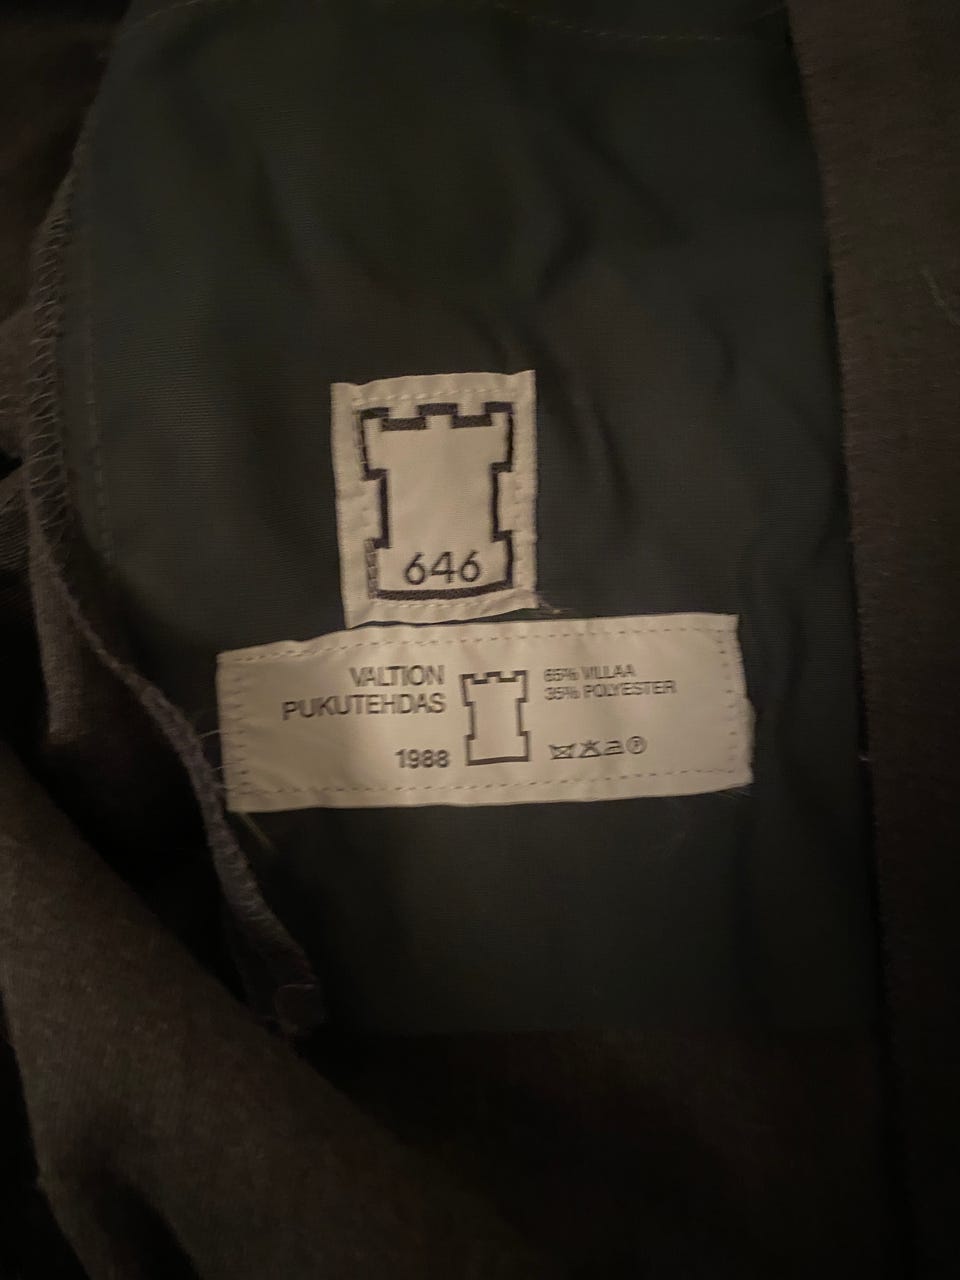 646
VALTION
PUKUTEHDAS
1988
65% VILLAA
35% POLYESTER